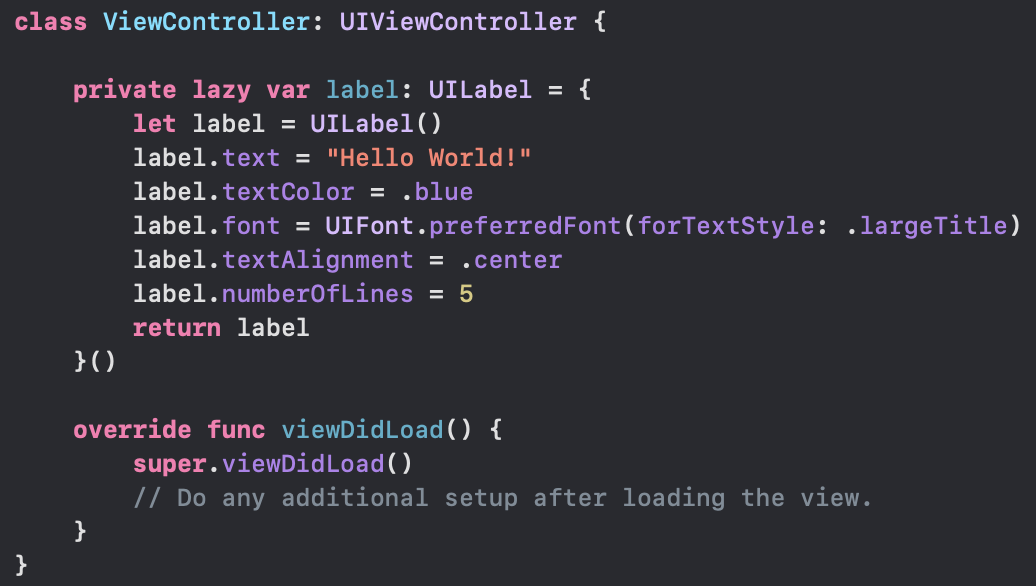 class ViewController: UIViewController {
    private lazy var label: UILabel = {
        let label = UILabel()
        label.text = "Hello World!"
        label.textColor = .blue
        label.font = UIFont.preferredFont(forTextStyle: .largeTitle)
        label.textAlignment = .center
        label.numberOfLines = 5
        return label
    }()
    override func viewDidLoad() {
        super.viewDidLoad()
        // Do any additional setup after loading the view.
    }
}